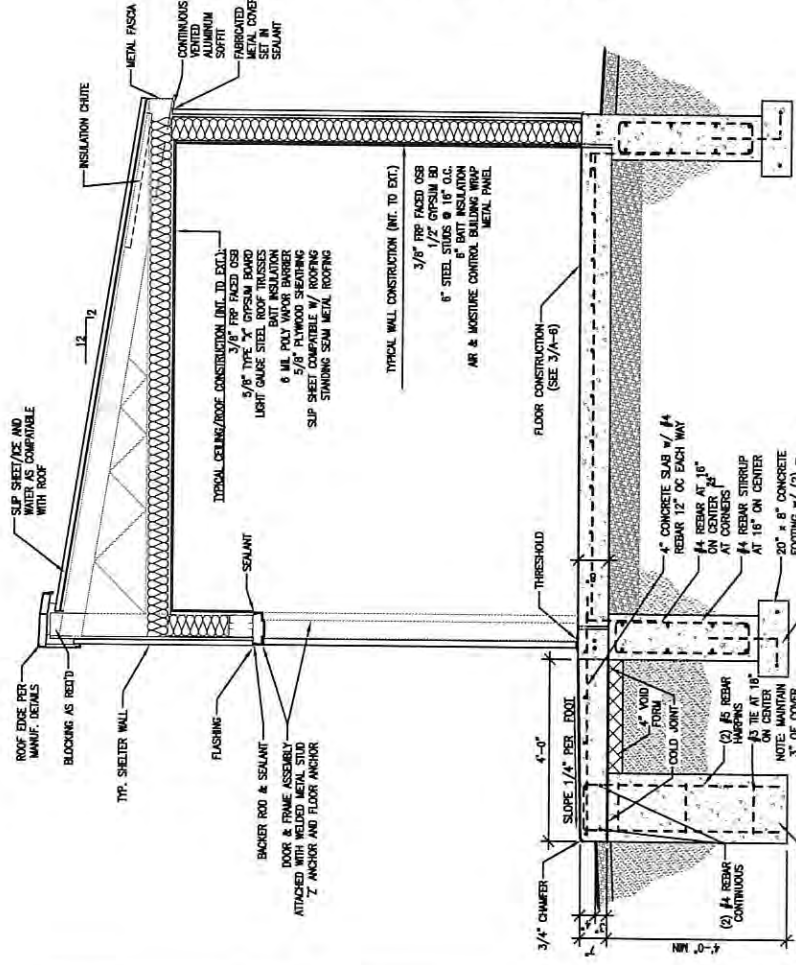 SLIP SHEET/ICE AND
WATER AS COMPATABLE
WITH ROOF
ROOF EDGE PER
MANUF. DETAILS
BLOCKING AS REQ'D
TYP. SHELTER WALL
FLASHING
BACKER ROD & SEALANT
DOOR & FRAME ASSEMBLY
ATTACHED WITH WELDED METAL STUD
"Z" ANCHOR AND FLOOR ANCHOR
SEALANT
12
2
INSULATION CHUTE
METAL FASCIA
CONTINUOUS
VENTED
ALUMINUM
SOFFIT
FABRICATED
METAL COVER
SET IN
SEALANT
TYPICAL CEILING/ROOF CONSTRUCTION (INT. TO EXT.):
3/8" FRP FACED OSB
5/8" TYPE "X" GYPSUM BOARD
LIGHT GAUGE STEEL ROOF TRUSSES
BATT INSULATION
6 MIL POLY VAPOR BARRIER
5/8" PLYWOOD SHEATHING
SLIP SHEET COMPATIBLE W/ ROOFING
STANDING SEAM METAL ROOFING
TYPICAL WALL CONSTRUCTION (INT. TO EXT.)
3/8" FRP FACED OSB
1/2" GYPSUM BD
6" STEEL STUDS @ 16" O.C.
6" BATT INSULATION
AIR & MOISTURE CONTROL BUILDING WRAP
METAL PANEL
FLOOR CONSTRUCTION
(SEE 3/A-6)
THRESHOLD
4'-0"
SLOPE 1/4" PER FOOT
3/4" CHAMFER
4" VOID
FORM
COLD JOINT
8"
4"
3"
7"
4'-0" MIN
(2) #4 REBAR
CONTINUOUS
(2) #5 REBAR
HAIRPINS
#3 TIE AT 18"
ON CENTER
NOTE: MAINTAIN
3" OF COVER
4" CONCRETE SLAB w/ #4
REBAR 12" OC EACH WAY
#4 REBAR AT 16"
ON CENTER
AT CORNERS
#4 REBAR STIRRUP
AT 16" ON CENTER
20" x 8" CONCRETE
FOOTING w/ (2)